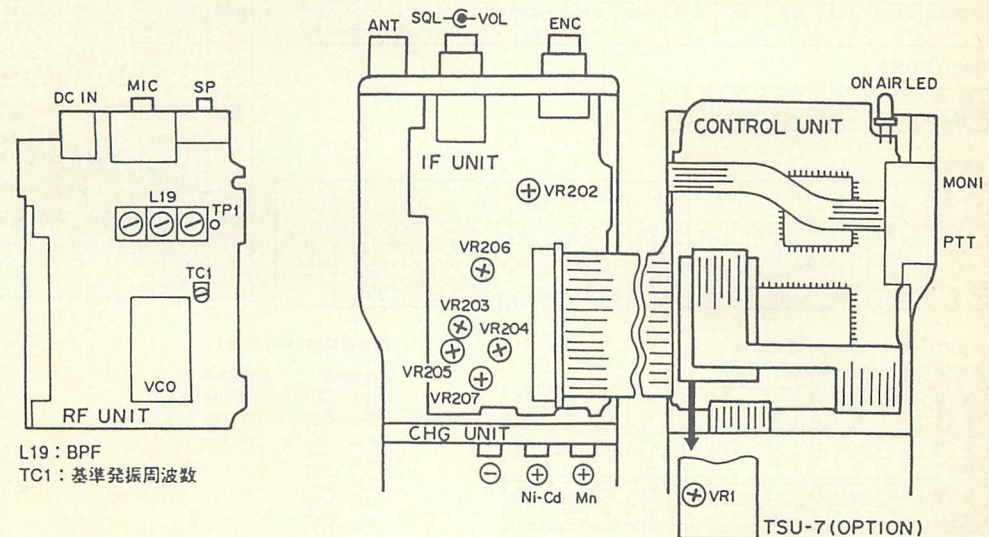 DC IN
MIC
SP
L19
TP1
TC1
VCO
RF UNIT
L19：BPF
TC1：基準発振周波数
ANT
SQL
VOL
ENC
IF UNIT
VR202
VR206
VR203
VR204
VR205
VR207
CHG UNIT
Ni-Cd
Mn
ON AIR LED
CONTROL UNIT
MONI
PTT
VR1
TSU-7(OPTION)